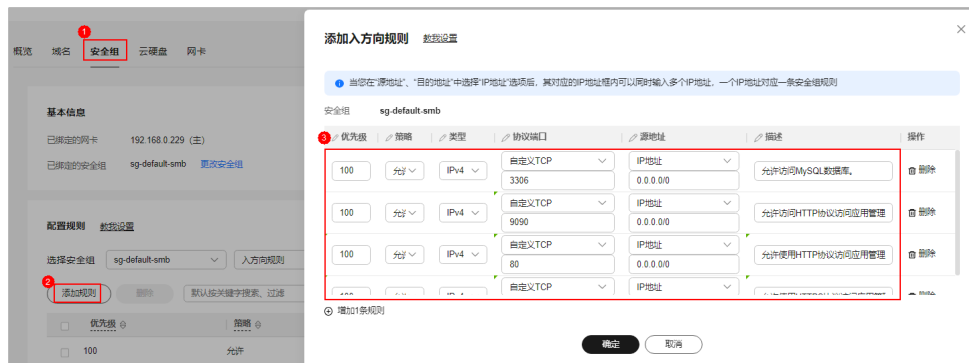 1
概览 域名 安全组 云硬盘 网卡
基本信息
已绑定的网卡 192.168.0.229（主）
已绑定的安全组 sg-default-smb 更改安全组
配置规则 教我设置
选择安全组 sg-default-smb 入方向规则
2
添加规则 删除 默认按关键字搜索、过滤
优先级 策略
100 允许
添加入方向规则 教我设置
当您在“源地址”、“目的地址”中选择“IP地址”选项后，其对应的IP地址框内可以同时输入多个IP地址，一个IP地址对应一条安全组规则
安全组 sg-default-smb
3 优先级 策略 类型 协议端口 源地址 描述 操作
自定义TCP IP地址
100 IPv4 允许访问MySQL数据库。 删除
3306 0.0.0.0/0
自定义TCP IP地址
100 IPv4 允许访问HTTP协议访问应用管理 删除
9090 0.0.0.0/0
自定义TCP IP地址
100 IPv4 允许使用HTTP协议访问应用管理 删除
80 0.0.0.0/0
自定义TCP IP地址
增加1条规则
确定 取消